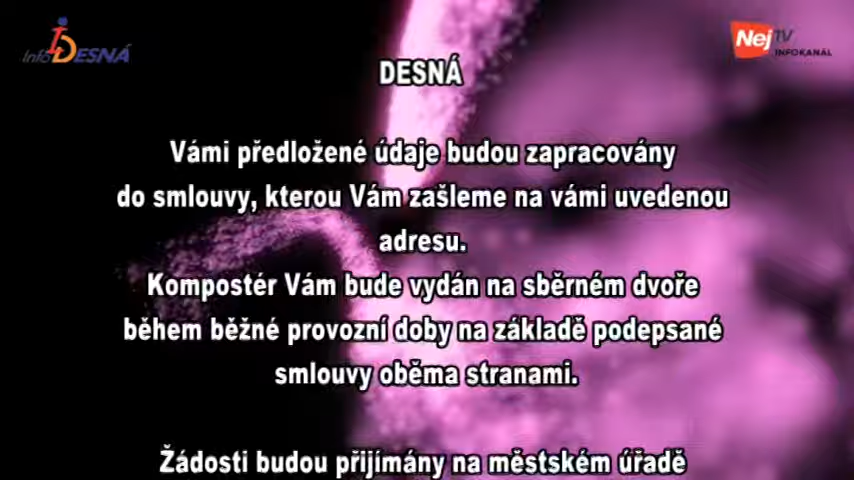 Info DESNÁ
Nej TV
INFOKANÁL
DESNÁ
Vámi předložené údaje budou zapracovány
do smlouvy, kterou Vám zašleme na vámi uvedenou
adresu.
Kompostér Vám bude vydán na sběrném dvoře
během běžné provozní doby na základě podepsané
smlouvy oběma stranami.
Žádosti budou přijímány na městském úřadě